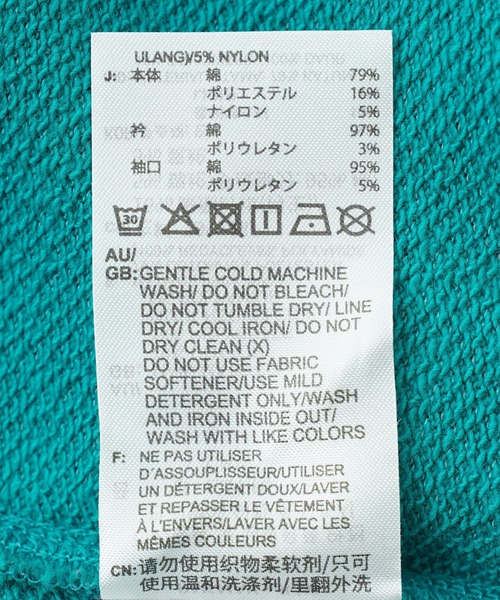 ULANG)/5% NYLON
J: 本体 綿 79%
ポリエステル 16%
ナイロン 5%
衿 綿 97%
ポリウレタン 3%
袖口 綿 95%
ポリウレタン 5%
30
AU/
GB: GENTLE COLD MACHINE
WASH/ DO NOT BLEACH/
DO NOT TUMBLE DRY/ LINE
DRY/ COOL IRON/ DO NOT
DRY CLEAN (X)
DO NOT USE FABRIC
SOFTENER/USE MILD
DETERGENT ONLY/WASH
AND IRON INSIDE OUT/
WASH WITH LIKE COLORS
F: NE PAS UTILISER
D'ASSOUPLISSEUR/UTILISER
UN DÉTERGENT DOUX/LAVER
ET REPASSER LE VÊTEMENT
À L'ENVERS/LAVER AVEC LES
MÊMES COULEURS
CN: 请勿使用织物柔软剂/只可
使用温和洗涤剂/里翻外洗